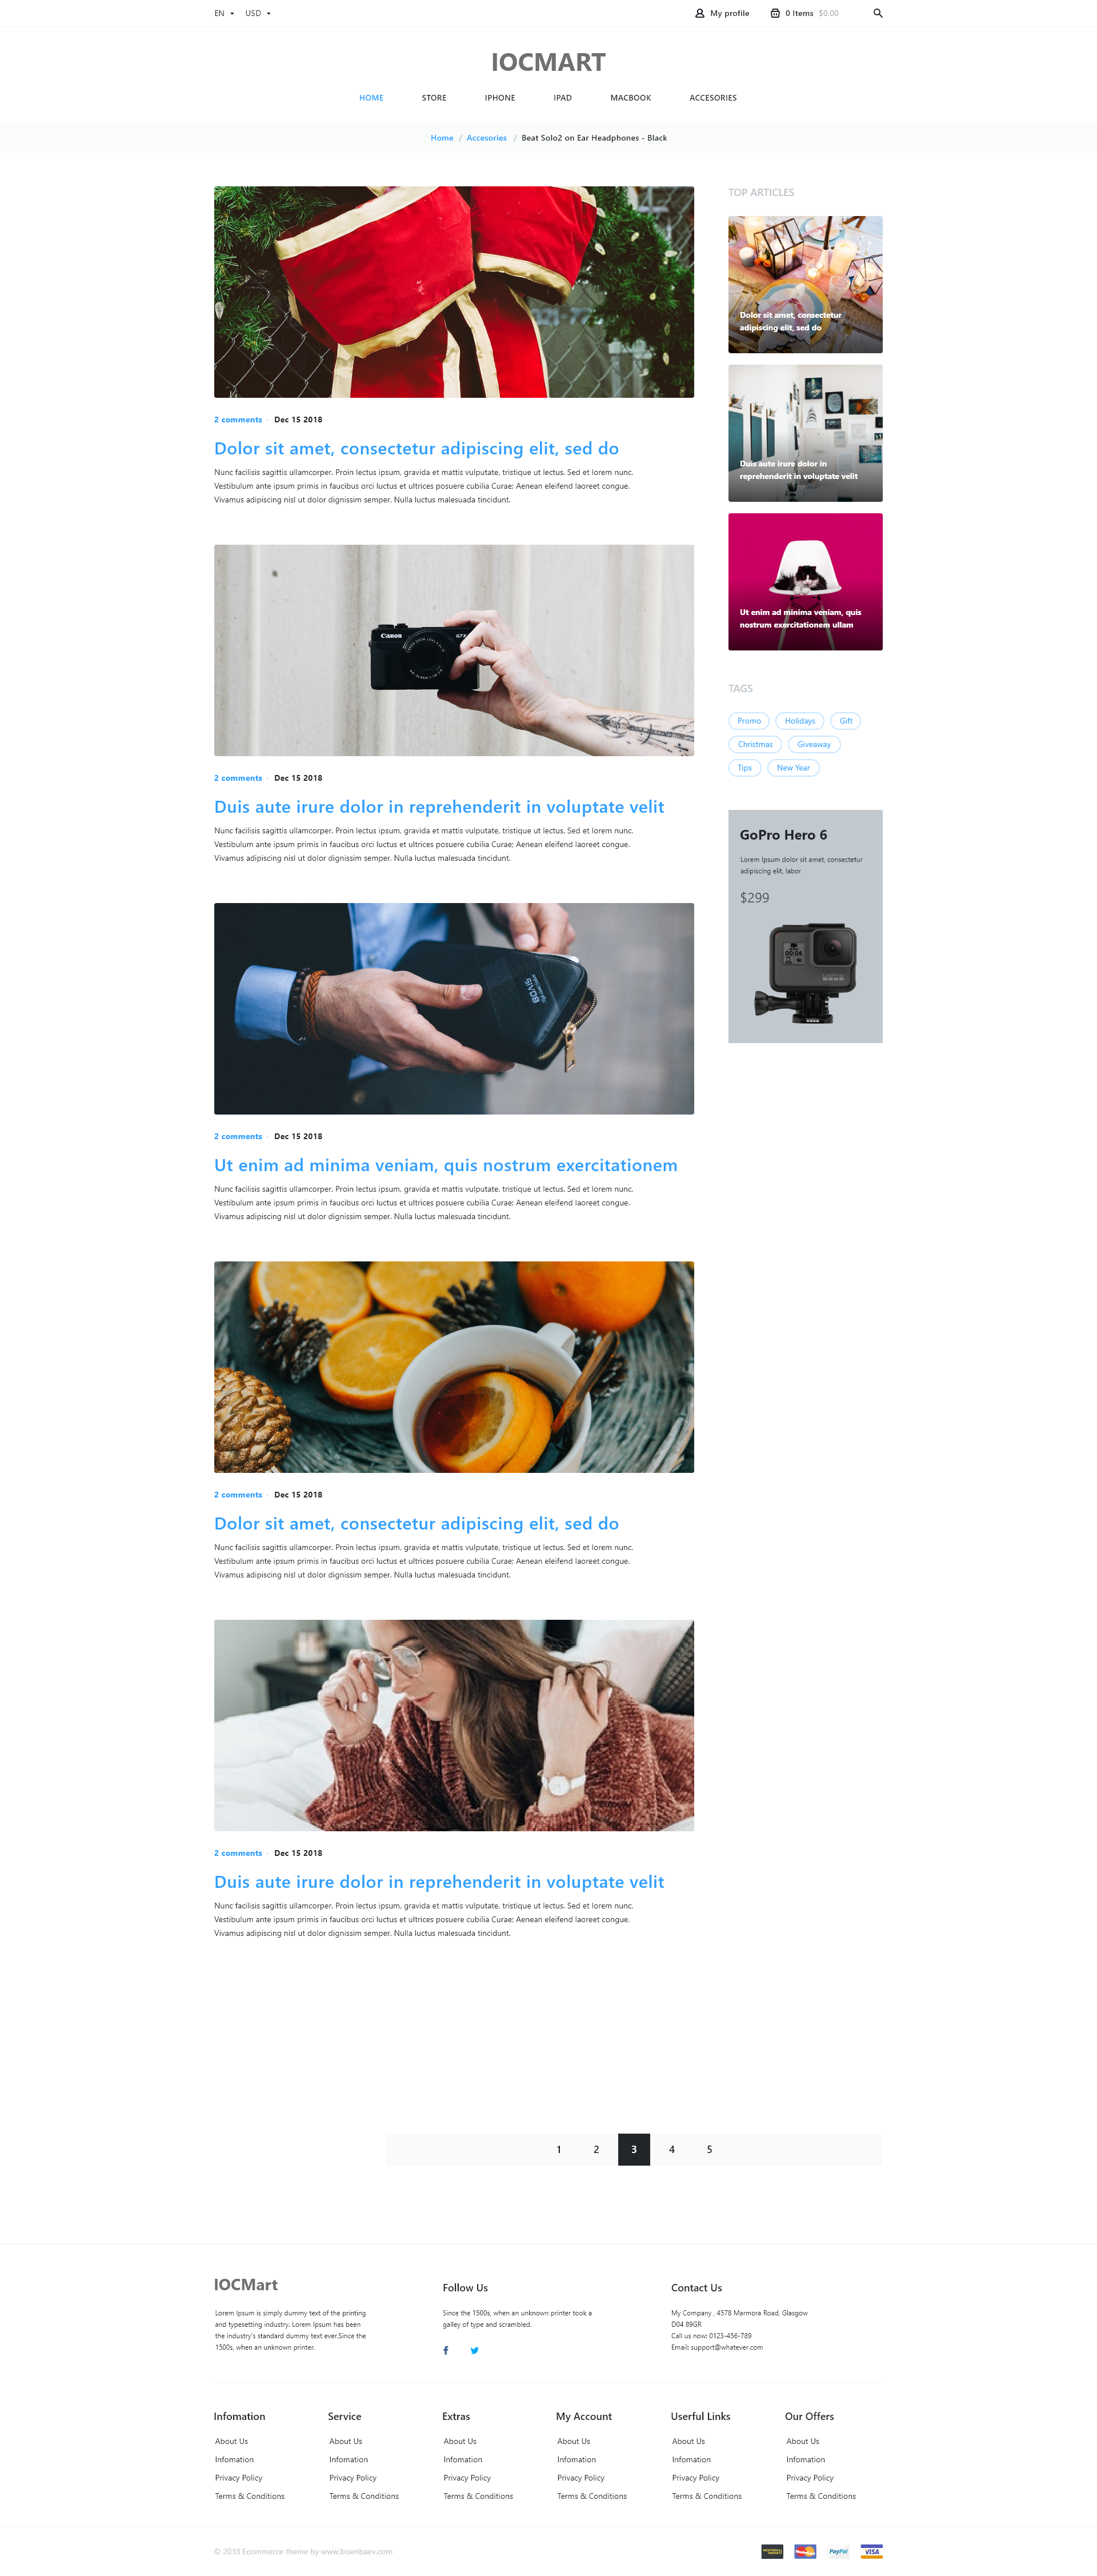 EN USD My profile 0 Items $0.00
IOCMART
HOME STORE IPHONE IPAD MACBOOK ACCESORIES
Home / Accesories / Beat Solo2 on Ear Headphones - Black
2 comments Dec 15 2018
Dolor sit amet, consectetur adipiscing elit, sed do
Nunc facilisis sagittis ullamcorper. Proin lectus ipsum, gravida et mattis vulputate, tristique ut lectus. Sed et lorem nunc.
Vestibulum ante ipsum primis in faucibus orci luctus et ultrices posuere cubilia Curae; Aenean eleifend laoreet congue.
Vivamus adipiscing nisl ut dolor dignissim semper. Nulla luctus malesuada tincidunt.
Canon
G7X
2 comments Dec 15 2018
Duis aute irure dolor in reprehenderit in voluptate velit
Nunc facilisis sagittis ullamcorper. Proin lectus ipsum, gravida et mattis vulputate, tristique ut lectus. Sed et lorem nunc.
Vestibulum ante ipsum primis in faucibus orci luctus et ultrices posuere cubilia Curae; Aenean eleifend laoreet congue.
Vivamus adipiscing nisl ut dolor dignissim semper. Nulla luctus malesuada tincidunt.
2 comments Dec 15 2018
Ut enim ad minima veniam, quis nostrum exercitationem
Nunc facilisis sagittis ullamcorper. Proin lectus ipsum, gravida et mattis vulputate, tristique ut lectus. Sed et lorem nunc.
Vestibulum ante ipsum primis in faucibus orci luctus et ultrices posuere cubilia Curae; Aenean eleifend laoreet congue.
Vivamus adipiscing nisl ut dolor dignissim semper. Nulla luctus malesuada tincidunt.
2 comments Dec 15 2018
Dolor sit amet, consectetur adipiscing elit, sed do
Nunc facilisis sagittis ullamcorper. Proin lectus ipsum, gravida et mattis vulputate, tristique ut lectus. Sed et lorem nunc.
Vestibulum ante ipsum primis in faucibus orci luctus et ultrices posuere cubilia Curae; Aenean eleifend laoreet congue.
Vivamus adipiscing nisl ut dolor dignissim semper. Nulla luctus malesuada tincidunt.
2 comments Dec 15 2018
Duis aute irure dolor in reprehenderit in voluptate velit
Nunc facilisis sagittis ullamcorper. Proin lectus ipsum, gravida et mattis vulputate, tristique ut lectus. Sed et lorem nunc.
Vestibulum ante ipsum primis in faucibus orci luctus et ultrices posuere cubilia Curae; Aenean eleifend laoreet congue.
Vivamus adipiscing nisl ut dolor dignissim semper. Nulla luctus malesuada tincidunt.
TOP ARTICLES
Dolor sit amet, consectetur
adipiscing elit, sed do
Duis aute irure dolor in
reprehenderit in voluptate velit
Ut enim ad minima veniam, quis
nostrum exercitationem ullam
TAGS
Promo Holidays Gift
Christmas Giveaway
Tips New Year
GoPro Hero 6
Lorem Ipsum dolor sit amet, consectetur
adipiscing elit, labor
$299
GOPRO
1 2 3 4 5
IOCMart
Lorem Ipsum is simply dummy text of the printing
and typesetting industry. Lorem Ipsum has been
the industry's standard dummy text ever.Since the
1500s, when an unknown printer.
Follow Us
Since the 1500s, when an unknown printer took a
galley of type and scrambled.
Contact Us
My Company , 4578 Marmora Road, Glasgow
D04 89GR
Call us now: 0123-456-789
Email: support@whatever.com
Infomation
About Us
Infomation
Privacy Policy
Terms & Conditions
Service
About Us
Infomation
Privacy Policy
Terms & Conditions
Extras
About Us
Infomation
Privacy Policy
Terms & Conditions
My Account
About Us
Infomation
Privacy Policy
Terms & Conditions
Userful Links
About Us
Infomation
Privacy Policy
Terms & Conditions
Our Offers
About Us
Infomation
Privacy Policy
Terms & Conditions
© 2018 Ecommerce theme by www.bisenbaev.com
PayPal VISA